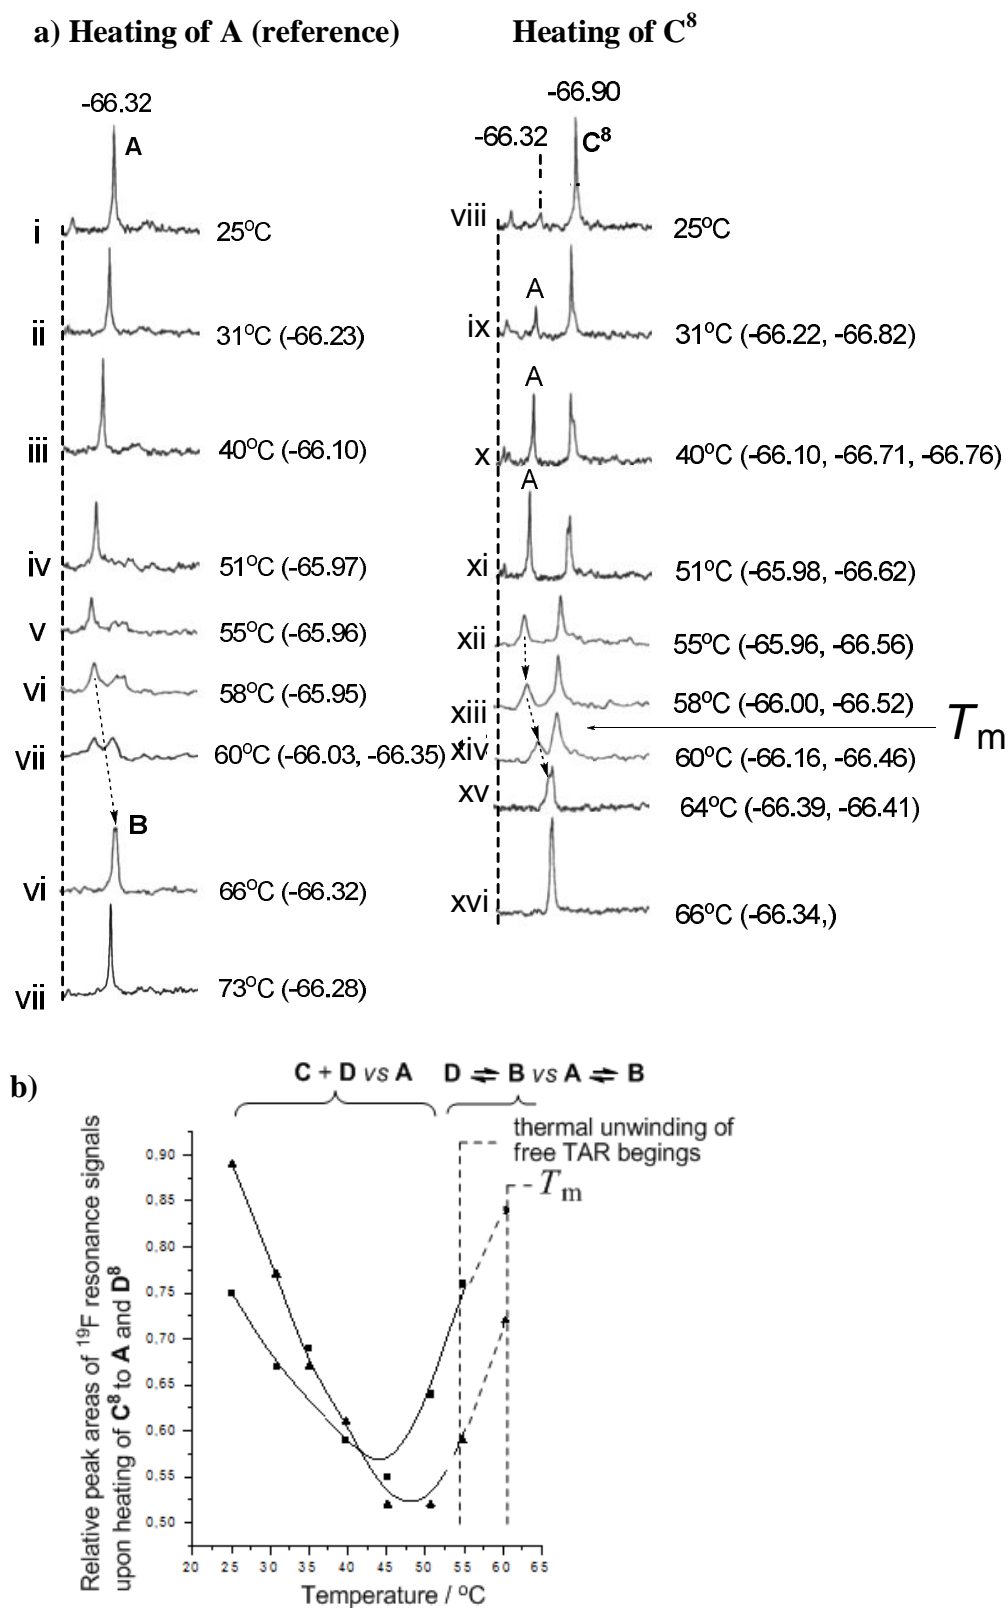 a) Heating of A (reference)
Heating of C⁸
-66.32
A
i
25°C
ii
31°C (-66.23)
iii
40°C (-66.10)
iv
51°C (-65.97)
v
55°C (-65.96)
vi
58°C (-65.95)
vii
60°C (-66.03, -66.35)
B
vi
66°C (-66.32)
vii
73°C (-66.28)
-66.90
-66.32
C⁸
viii
25°C
A
ix
31°C (-66.22, -66.82)
A
x
40°C (-66.10, -66.71, -66.76)
A
xi
51°C (-65.98, -66.62)
xii
55°C (-65.96, -66.56)
xiii
58°C (-66.00, -66.52)
Tm
xiv
60°C (-66.16, -66.46)
xv
64°C (-66.39, -66.41)
xvi
66°C (-66.34,)
b)
C + D vs A
D ⇌ B vs A ⇌ B
thermal unwinding of
free TAR begings
Tm
Relative peak areas of ¹⁹F resonance signals
upon heating of C⁸ to A and D⁸
0,90
0,85
0,80
0,75
0,70
0,65
0,60
0,55
0,50
20 25 30 35 40 45 50 55 60 65
Temperature / °C